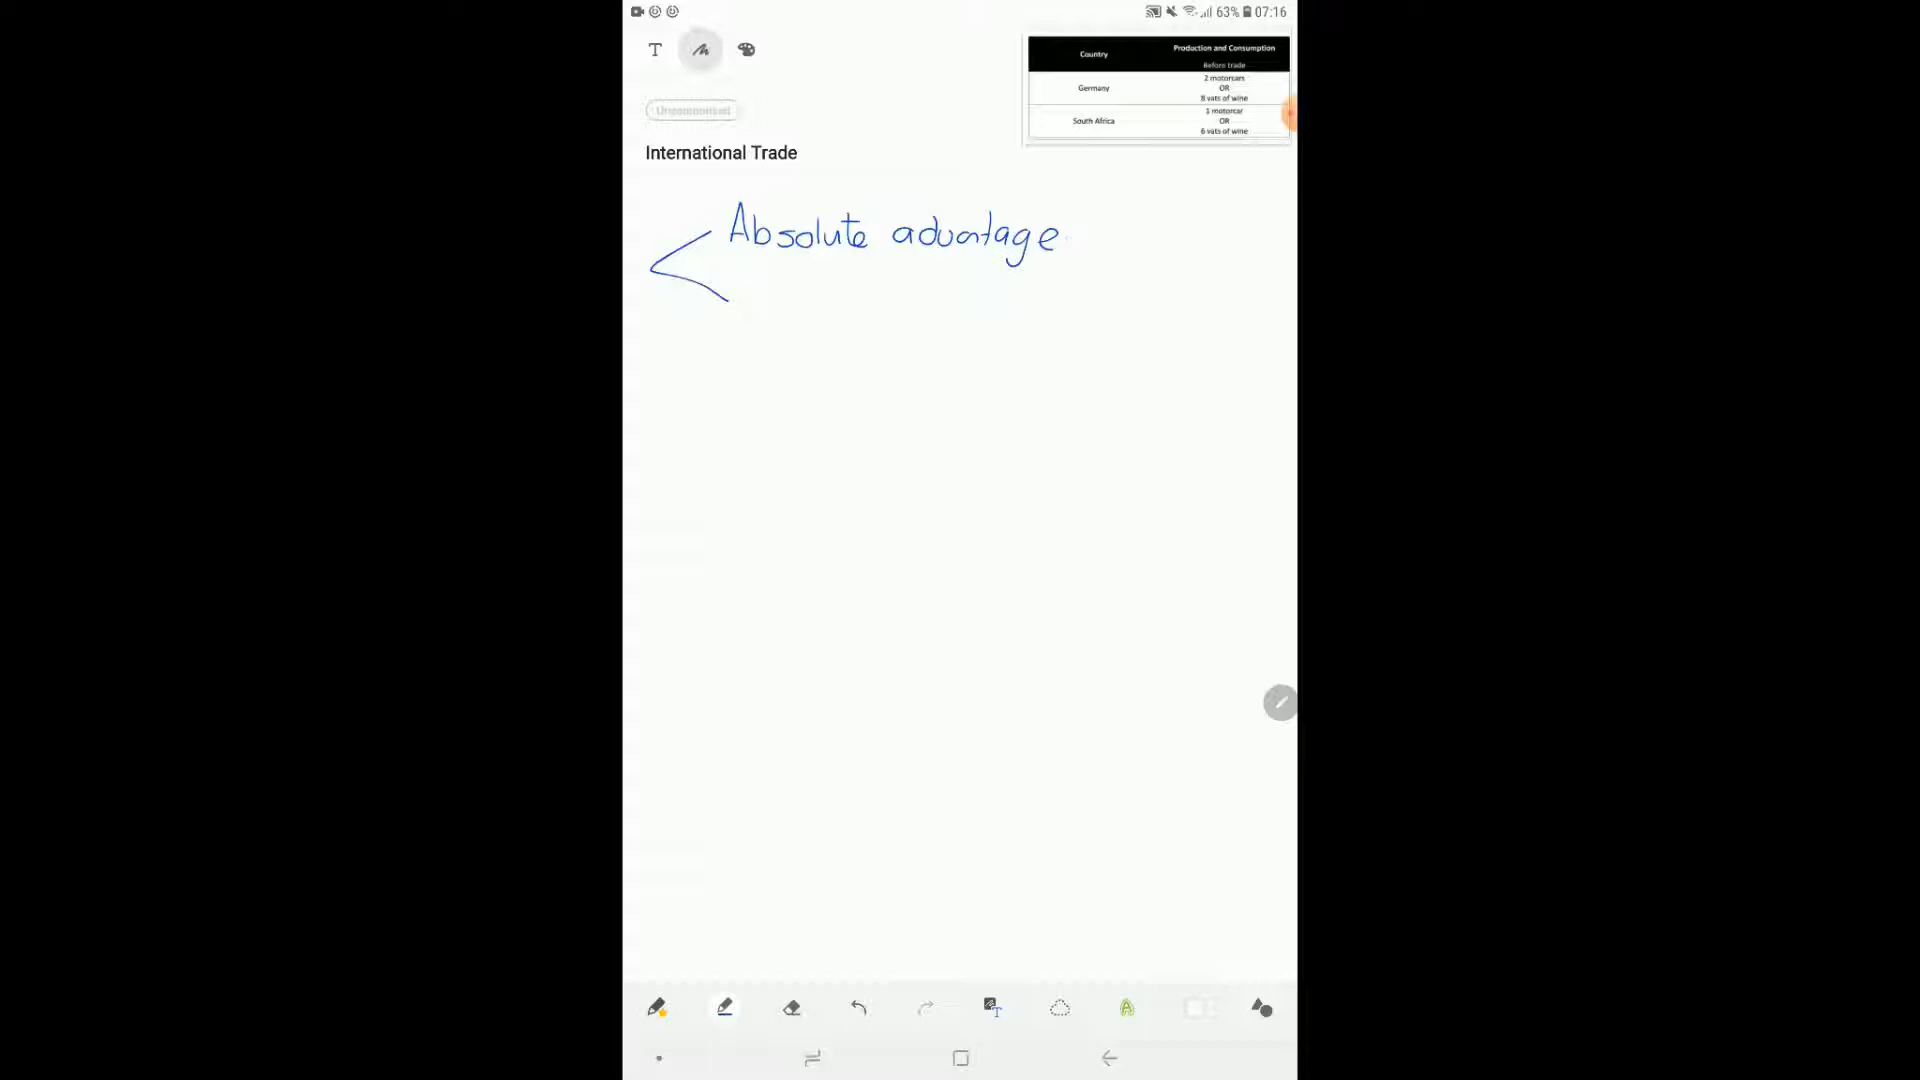 63% 07:16
T
Country
Production and Consumption
Before trade
Germany
2 motorcars
OR
8 vats of wine
South Africa
1 motorcar
OR
6 vats of wine
Uncategorised
International Trade
Absolute advantage
T
A